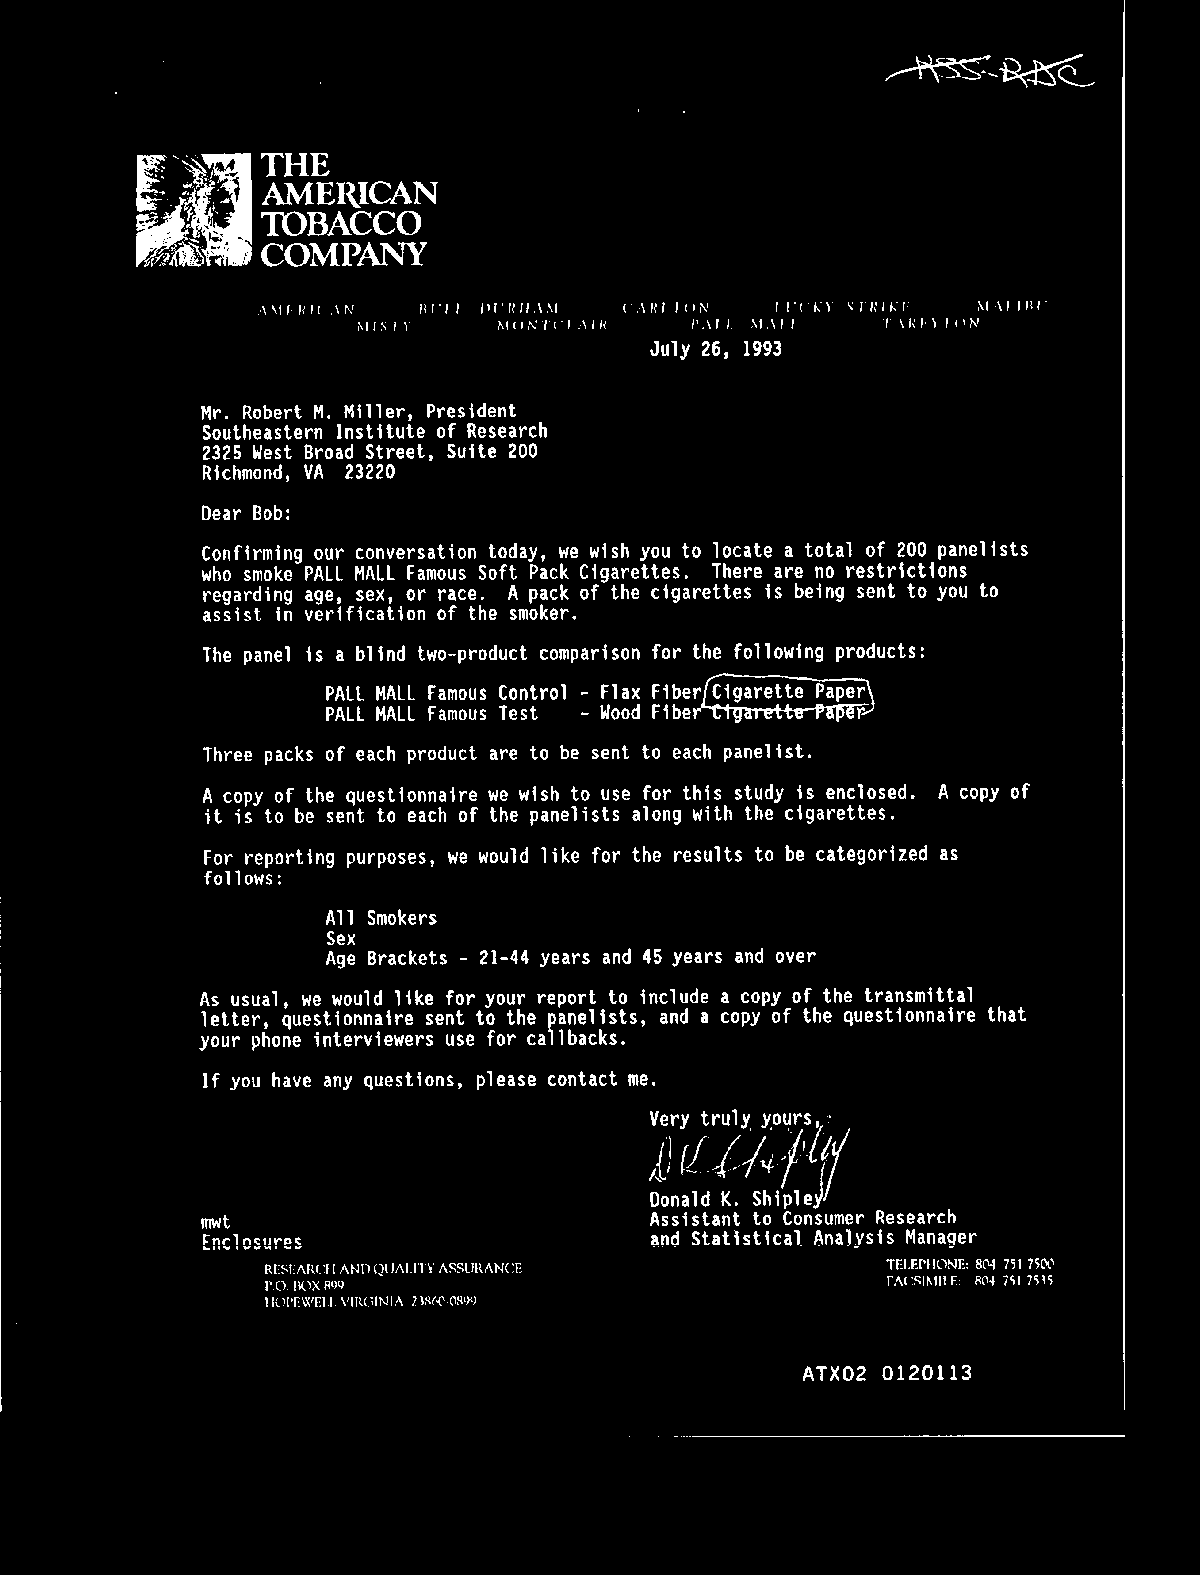 HSS-RDC
THE
AMERICAN
TOBACCO
COMPANY
AMERICAN BULL DURHAM CARLTON LUCKY STRIKE MALIBU
MISTY MONTCLAIR PALL MALL TAREYTON
July 26, 1993
Mr. Robert M. Miller, President
Southeastern Institute of Research
2325 West Broad Street, Suite 200
Richmond, VA 23220
Dear Bob:
Confirming our conversation today, we wish you to locate a total of 200 panelists
who smoke PALL MALL Famous Soft Pack Cigarettes. There are no restrictions
regarding age, sex, or race. A pack of the cigarettes is being sent to you to
assist in verification of the smoker.
The panel is a blind two-product comparison for the following products:
PALL MALL Famous Control - Flax Fiber Cigarette Paper
PALL MALL Famous Test - Wood Fiber Cigarette Paper
Three packs of each product are to be sent to each panelist.
A copy of the questionnaire we wish to use for this study is enclosed. A copy of
it is to be sent to each of the panelists along with the cigarettes.
For reporting purposes, we would like for the results to be categorized as
follows:
All Smokers
Sex
Age Brackets - 21-44 years and 45 years and over
As usual, we would like for your report to include a copy of the transmittal
letter, questionnaire sent to the panelists, and a copy of the questionnaire that
your phone interviewers use for callbacks.
If you have any questions, please contact me.
Very truly yours,
DK Shipley
Donald K. Shipley
Assistant to Consumer Research
and Statistical Analysis Manager
mwt
Enclosures
RESEARCH AND QUALITY ASSURANCE
P.O. BOX 899
HOPEWELL, VIRGINIA 23860-0899
TELEPHONE: 804 751 7500
FACSIMILE: 804 751 7535
ATX02 0120113